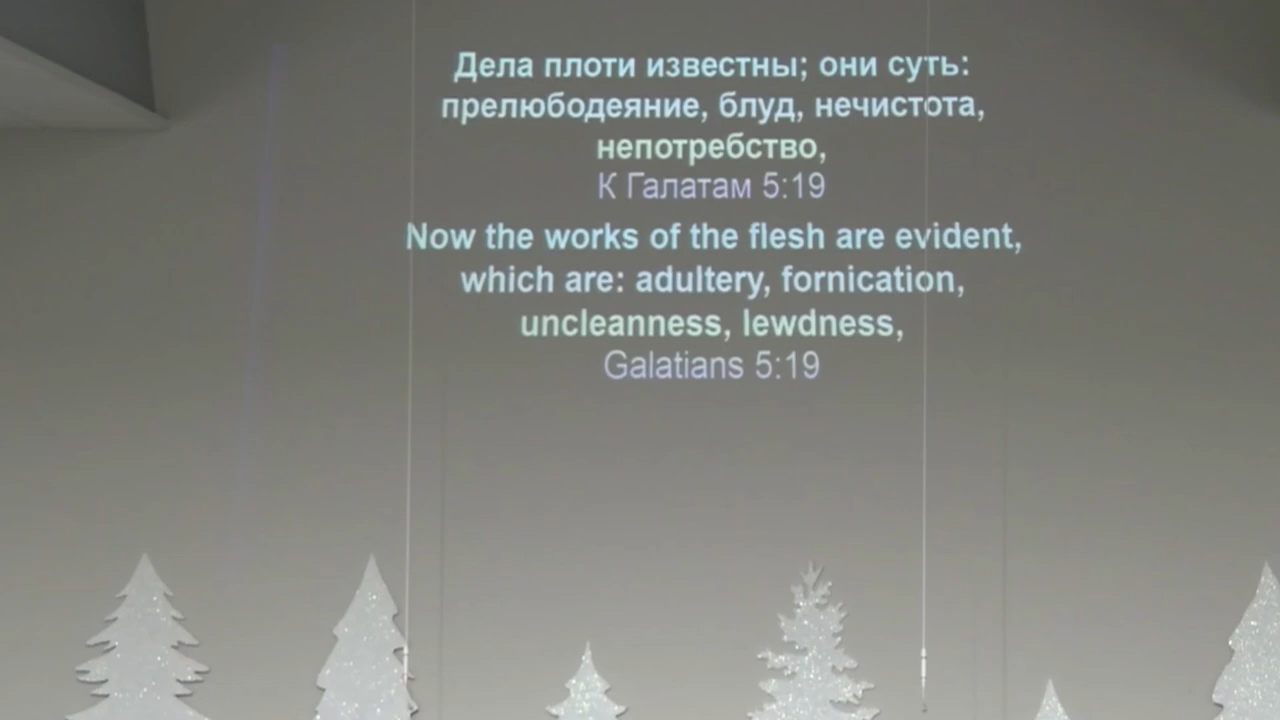 Дела плоти известны; они суть:
прелюбодеяние, блуд, нечистота,
непотребство,
К Галатам 5:19
Now the works of the flesh are evident,
which are: adultery, fornication,
uncleanness, lewdness,
Galatians 5:19